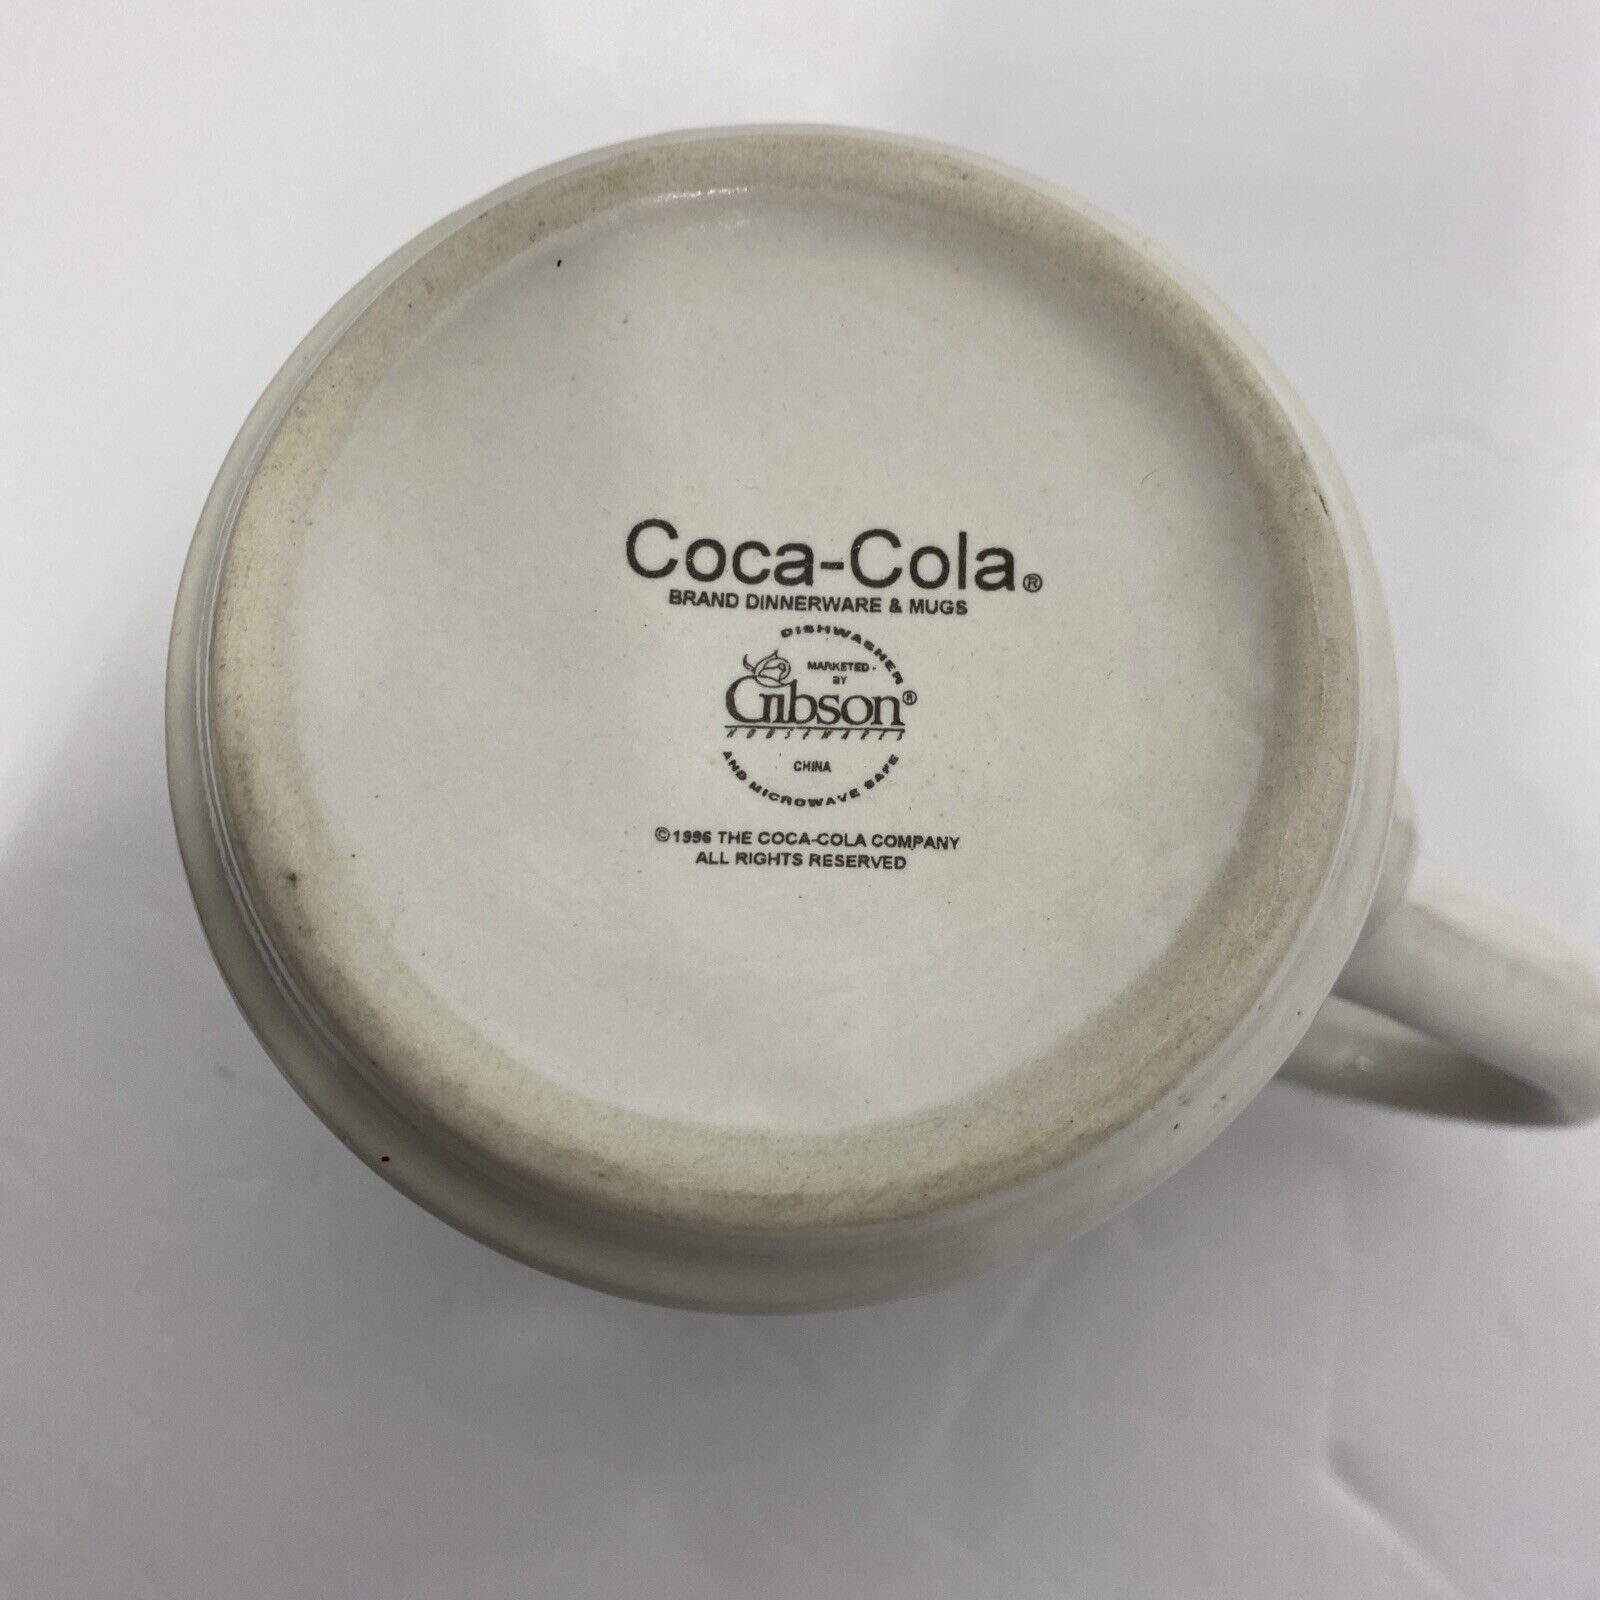 Coca-Cola®
BRAND DINNERWARE & MUGS
DISHWASHER
MARKETED
BY
Gibson®
HOUSEWARES
CHINA
AND MICROWAVE SAFE
©1996 THE COCA-COLA COMPANY
ALL RIGHTS RESERVED